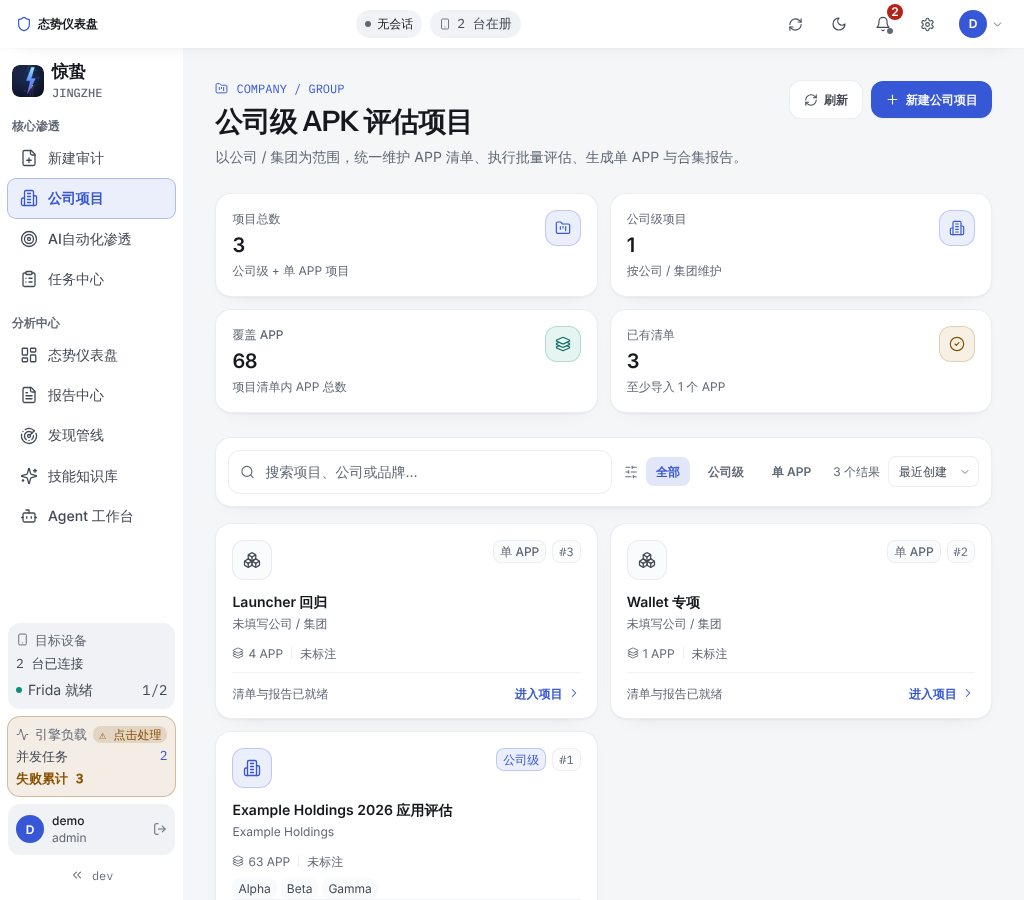 态势仪表盘
无会话
2 台在册
2
D
惊蛰
JINGZHE
核心渗透
新建审计
公司项目
AI自动化渗透
任务中心
分析中心
态势仪表盘
报告中心
发现管线
技能知识库
Agent 工作台
目标设备
2 台已连接
Frida 就绪 1/2
引擎负载 点击处理
并发任务 2
失败累计 3
D
demo
admin
dev
COMPANY / GROUP
公司级 APK 评估项目
以公司 / 集团为范围，统一维护 APP 清单、执行批量评估、生成单 APP 与合集报告。
刷新
新建公司项目
项目总数
3
公司级 + 单 APP 项目
公司级项目
1
按公司 / 集团维护
覆盖 APP
68
项目清单内 APP 总数
已有清单
3
至少导入 1 个 APP
搜索项目、公司或品牌...
全部 公司级 单 APP 3 个结果 最近创建
单 APP #3
Launcher 回归
未填写公司 / 集团
4 APP 未标注
清单与报告已就绪 进入项目
单 APP #2
Wallet 专项
未填写公司 / 集团
1 APP 未标注
清单与报告已就绪 进入项目
公司级 #1
Example Holdings 2026 应用评估
Example Holdings
63 APP 未标注
Alpha Beta Gamma